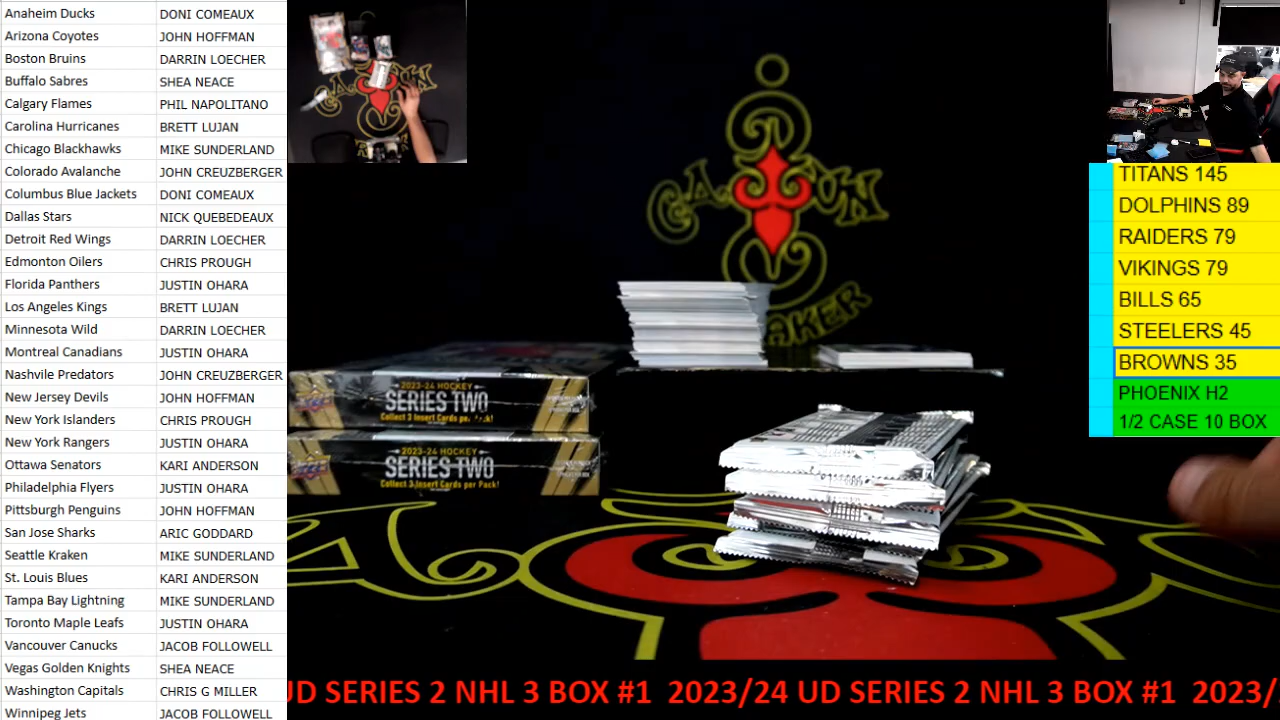 Anaheim Ducks DONI COMEAUX
Arizona Coyotes JOHN HOFFMAN
Boston Bruins DARRIN LOECHER
Buffalo Sabres SHEA NEACE
Calgary Flames PHIL NAPOLITANO
Carolina Hurricanes BRETT LUJAN
Chicago Blackhawks MIKE SUNDERLAND
Colorado Avalanche JOHN CREUZBERGER
Columbus Blue Jackets DONI COMEAUX
Dallas Stars NICK QUEBEDEAUX
Detroit Red Wings DARRIN LOECHER
Edmonton Oilers CHRIS PROUGH
Florida Panthers JUSTIN OHARA
Los Angeles Kings BRETT LUJAN
Minnesota Wild DARRIN LOECHER
Montreal Canadians JUSTIN OHARA
Nashvile Predators JOHN CREUZBERGER
New Jersey Devils JOHN HOFFMAN
New York Islanders CHRIS PROUGH
New York Rangers JUSTIN OHARA
Ottawa Senators KARI ANDERSON
Philadelphia Flyers JUSTIN OHARA
Pittsburgh Penguins JOHN HOFFMAN
San Jose Sharks ARIC GODDARD
Seattle Kraken MIKE SUNDERLAND
St. Louis Blues KARI ANDERSON
Tampa Bay Lightning MIKE SUNDERLAND
Toronto Maple Leafs JUSTIN OHARA
Vancouver Canucks JACOB FOLLOWELL
Vegas Golden Knights SHEA NEACE
Washington Capitals CHRIS G MILLER
Winnipeg Jets JACOB FOLLOWELL
2023-24 HOCKEY
SERIES TWO
Collect 3 Insert Cards per Pack!
2023-24 HOCKEY
SERIES TWO
Collect 3 Insert Cards per Pack!
TITANS 145
DOLPHINS 89
RAIDERS 79
VIKINGS 79
BILLS 65
STEELERS 45
BROWNS 35
PHOENIX H2
1/2 CASE 10 BOX
UD SERIES 2 NHL 3 BOX #1 2023/24 UD SERIES 2 NHL 3 BOX #1 2023/